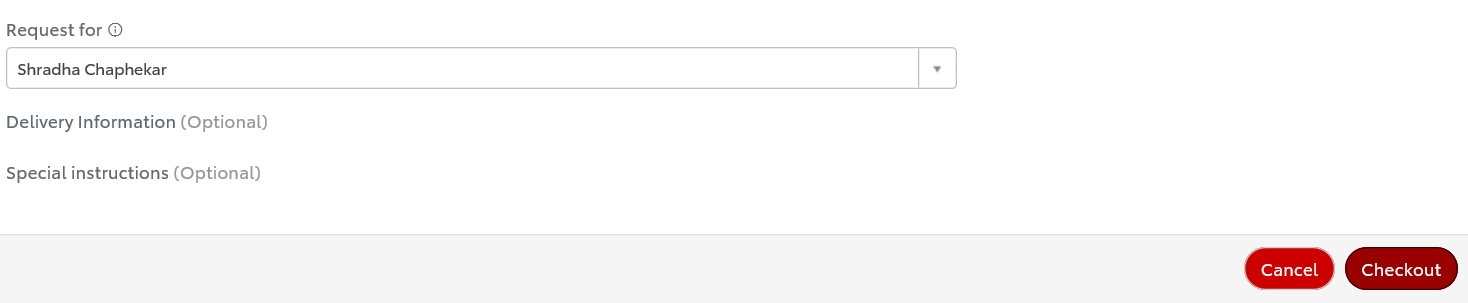 Request for
Shradha Chaphekar
Delivery Information (Optional)
Special instructions (Optional)
Cancel Checkout